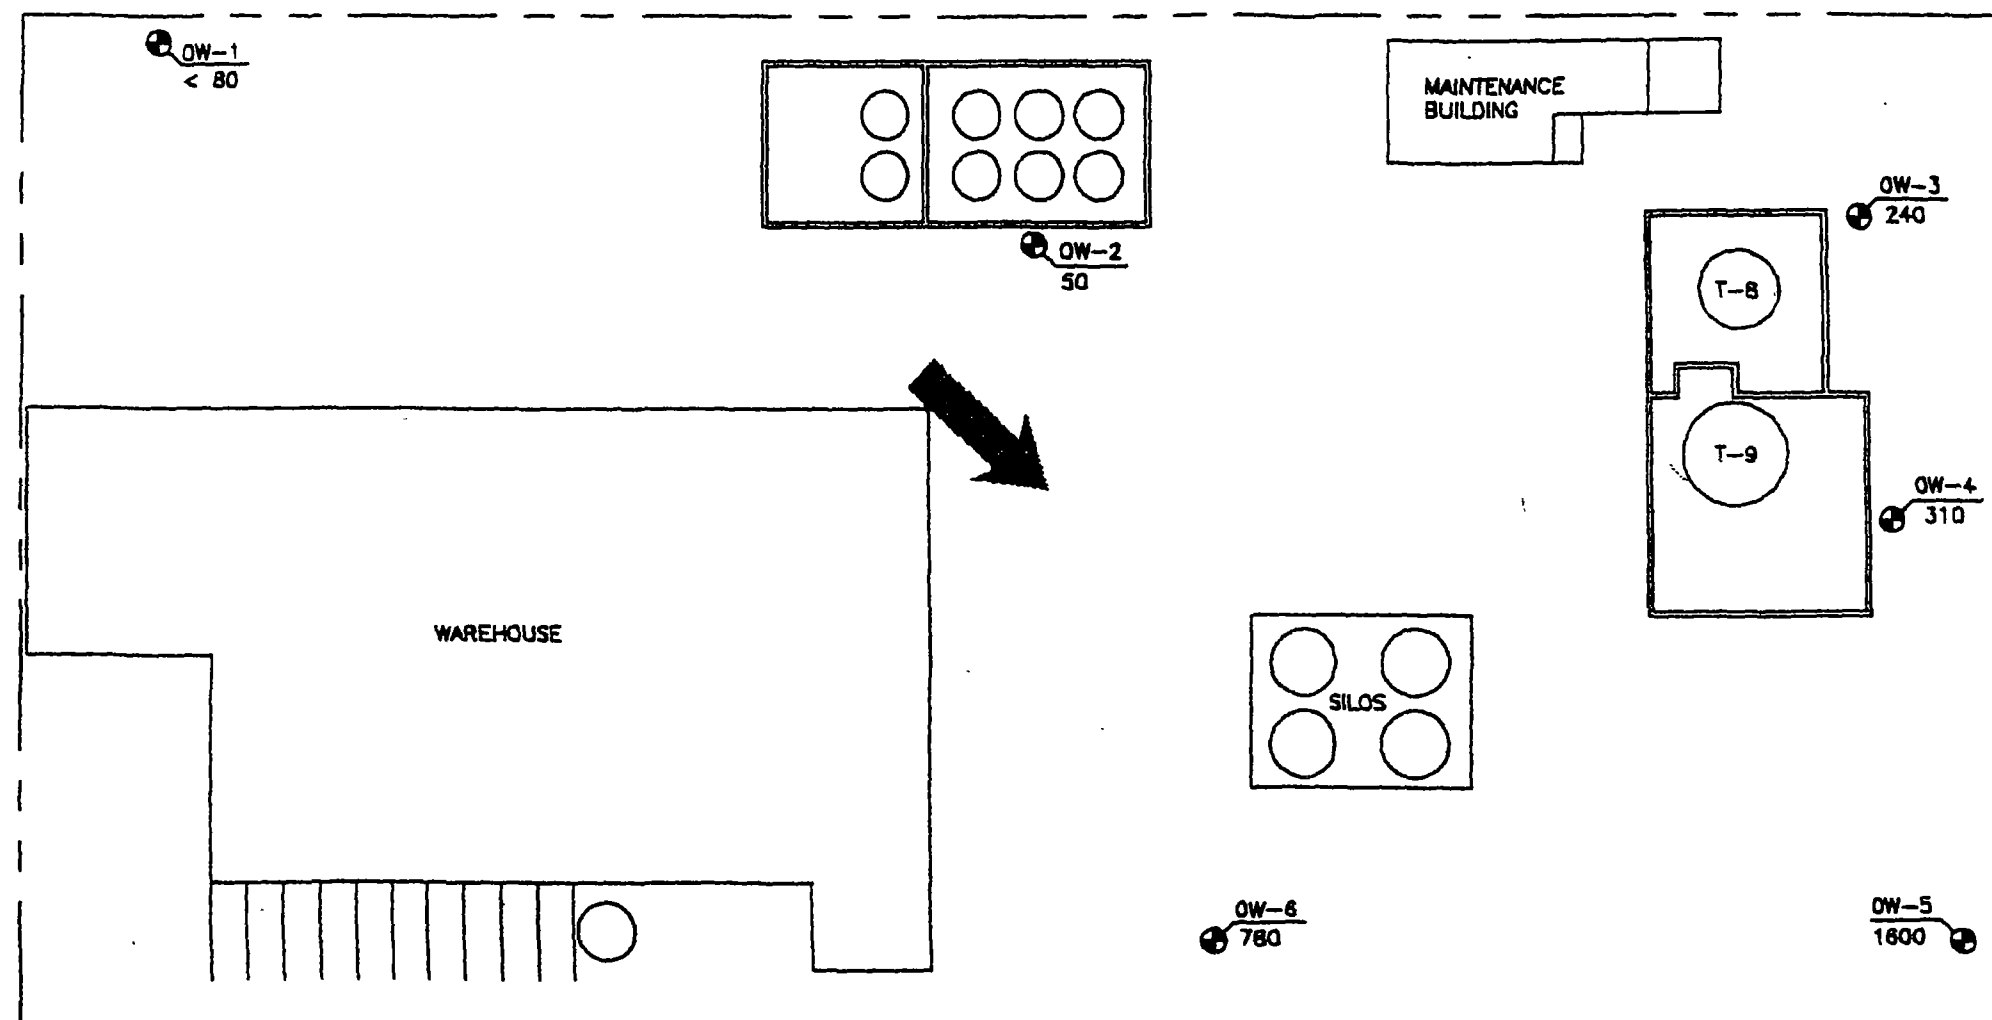 OW-1
< 80
MAINTENANCE
BUILDING
OW-3
240
OW-2
50
T-8
T-9
OW-4
310
WAREHOUSE
SILOS
OW-6
760
OW-5
1600